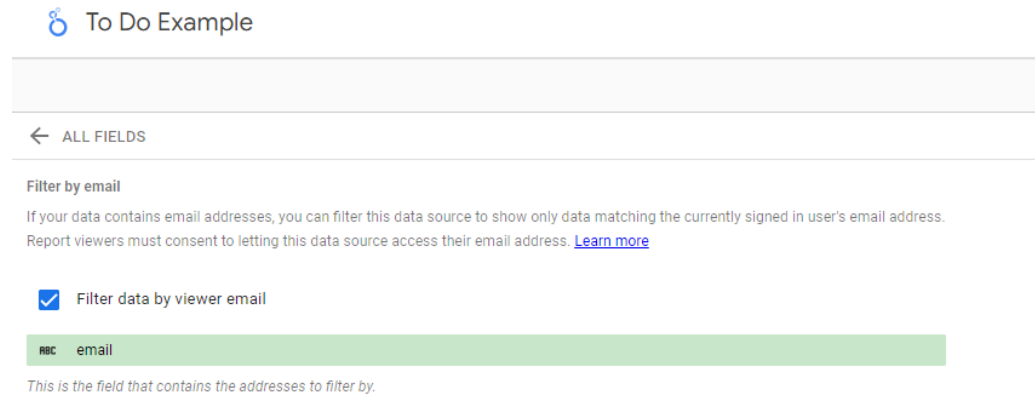 To Do Example
ALL FIELDS
Filter by email
If your data contains email addresses, you can filter this data source to show only data matching the currently signed in user's email address.
Report viewers must consent to letting this data source access their email address. Learn more
Filter data by viewer email
ABC email
This is the field that contains the addresses to filter by.